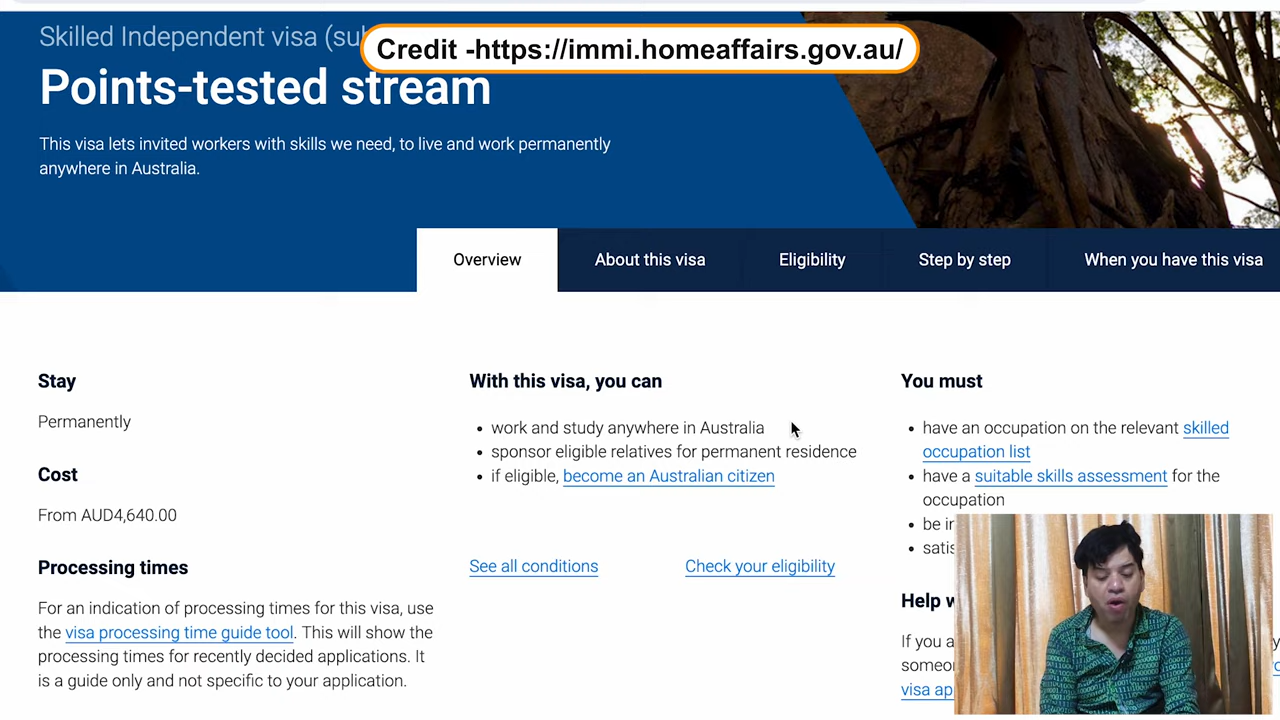 Skilled Independent visa
Credit -https://immi.homeaffairs.gov.au/
Points-tested stream
This visa lets invited workers with skills we need, to live and work permanently
anywhere in Australia.
Overview
About this visa
Eligibility
Step by step
When you have this visa
Stay
Permanently
Cost
From AUD4,640.00
Processing times
For an indication of processing times for this visa, use
the visa processing time guide tool. This will show the
processing times for recently decided applications. It
is a guide only and not specific to your application.
With this visa, you can
• work and study anywhere in Australia
• sponsor eligible relatives for permanent residence
• if eligible, become an Australian citizen
See all conditions
Check your eligibility
You must
• have an occupation on the relevant skilled
occupation list
• have a suitable skills assessment for the
occupation
• be
Help
If you
visa